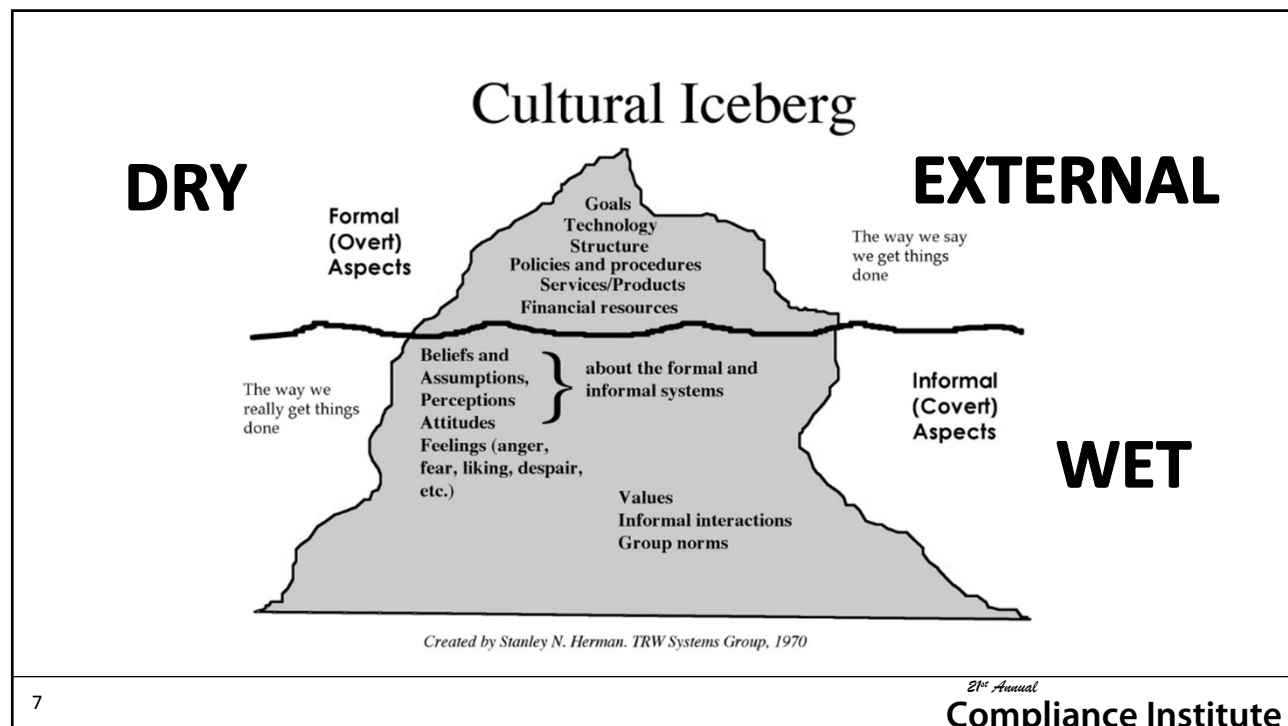 Cultural Iceberg
DRY
EXTERNAL
Formal
(Overt)
Aspects
Goals
Technology
Structure
Policies and procedures
Services/Products
Financial resources
The way we say
we get things
done
The way we
really get things
done
Beliefs and
Assumptions,
Perceptions
Attitudes
}
about the formal and
informal systems
Feelings (anger,
fear, liking, despair,
etc.)
Values
Informal interactions
Group norms
Informal
(Covert)
Aspects
WET
Created by Stanley N. Herman. TRW Systems Group, 1970
7
21st Annual
Compliance Institute